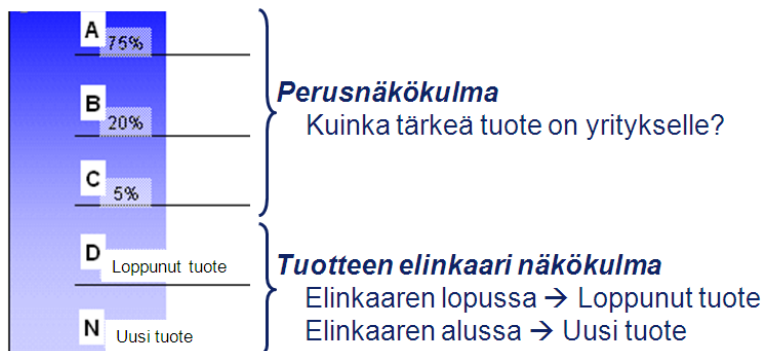 A
75%
B
20%
C
5%
D
Loppunut tuote
N
Uusi tuote
Perusnäkökulma
Kuinka tärkeä tuote on yritykselle?
Tuotteen elinkaari näkökulma
Elinkaaren lopussa → Loppunut tuote
Elinkaaren alussa → Uusi tuote